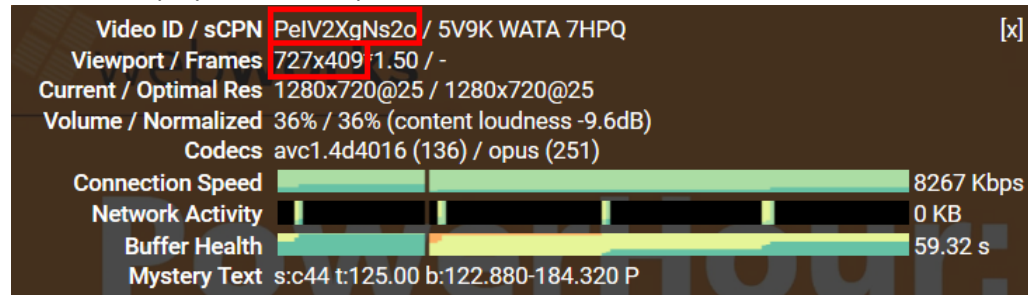 Video ID / sCPN PeIV2XgNs2o / 5V9K WATA 7HPQ [x]
Viewport / Frames 727x409*1.50 / -
Current / Optimal Res 1280x720@25 / 1280x720@25
Volume / Normalized 36% / 36% (content loudness -9.6dB)
Codecs avc1.4d4016 (136) / opus (251)
Connection Speed 8267 Kbps
Network Activity 0 KB
Buffer Health 59.32 s
Mystery Text s:c44 t:125.00 b:122.880-184.320 P
webworks
PowerHour: